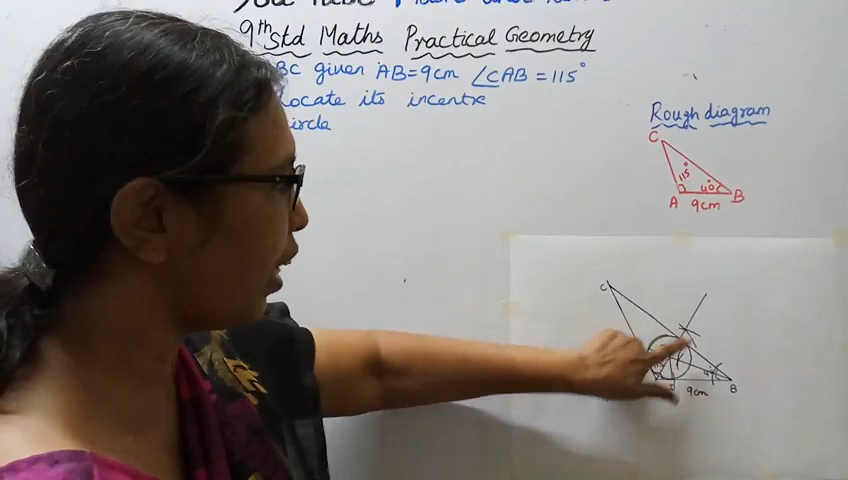 9th Std Maths Practical Geometry
BC given AB=9cm ∠CAB = 115°
Locate its incentre
circle
Rough diagram
C
115°
40°
A
B
9cm
C
B
9cm